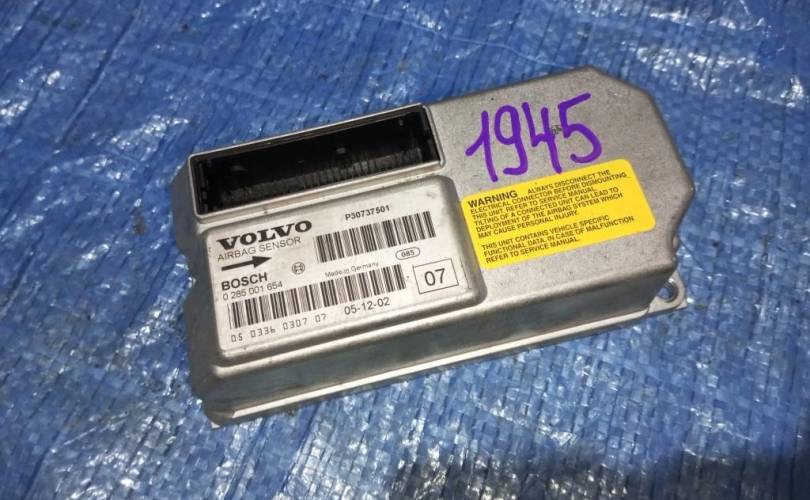 1945
VOLVO
AIRBAG SENSOR
P30737501
BOSCH
0 285 001 654
Made in Germany
085
07
05 0336 0307 07
05-12-02
WARNING ALWAYS DISCONNECT THE
ELECTRICAL CONNECTOR BEFORE DISMOUNTING
THIS UNIT REFER TO SERVICE MANUAL.
TILTING OF A CONNECTED UNIT CAN LEAD TO
DEPLOYMENT OF THE AIRBAG SYSTEM WHICH
MAY CAUSE PERSONAL INJURY.
THIS UNIT CONTAINS VEHICLE SPECIFIC
FUNCTIONAL DATA. IN CASE OF MALFUNCTION
REFER TO SERVICE MANUAL.